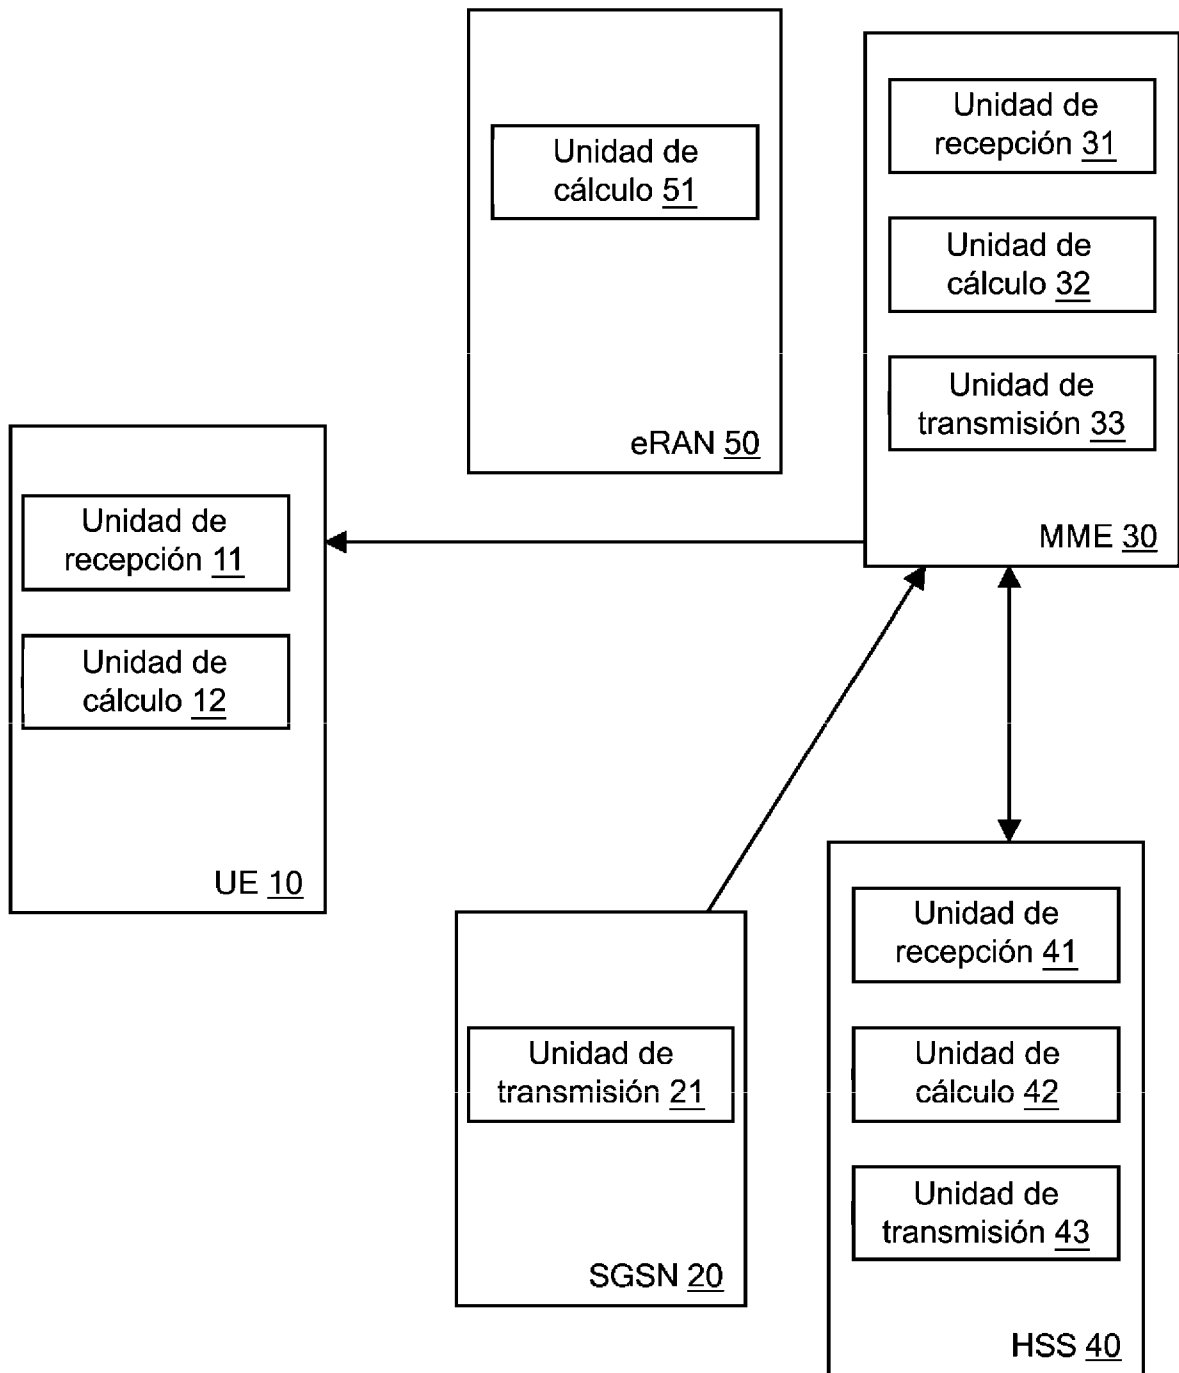 Unidad de
cálculo 51
eRAN 50
Unidad de
recepción 31
Unidad de
cálculo 32
Unidad de
transmisión 33
MME 30
Unidad de
recepción 11
Unidad de
cálculo 12
UE 10
Unidad de
transmisión 21
SGSN 20
Unidad de
recepción 41
Unidad de
cálculo 42
Unidad de
transmisión 43
HSS 40